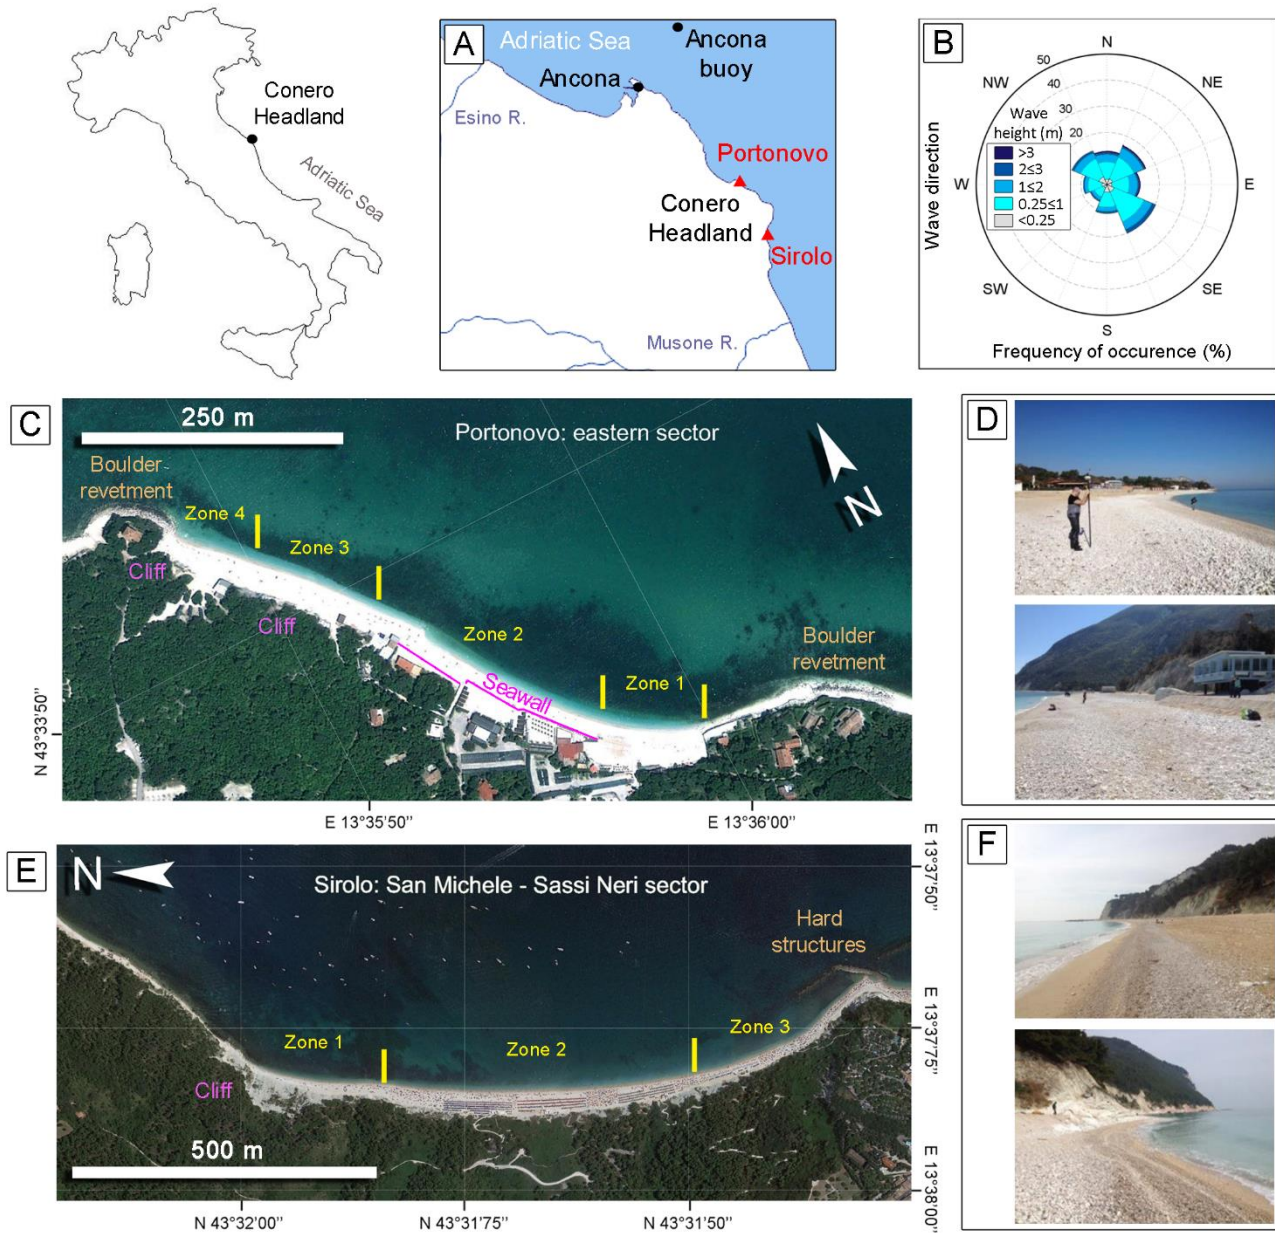 Conero
Headland
Adriatic Sea
A
Adriatic Sea
Ancona
buoy
Ancona
Esino R.
Portonovo
Conero
Headland
Sirolo
Musone R.
B
N
NE
E
SE
S
SW
W
NW
50
40
30
20
Wave
height (m)
>3
2≤3
1≤2
0.25≤1
<0.25
Wave direction
Frequency of occurence (%)
C
250 m
Portonovo: eastern sector
N
Boulder
revetment
Zone 4
Zone 3
Cliff
Cliff
Zone 2
Seawall
Zone 1
Boulder
revetment
N 43°33'50"
E 13°35'50"
E 13°36'00"
D
E
N
Sirolo: San Michele - Sassi Neri sector
Hard
structures
Zone 1
Zone 2
Zone 3
Cliff
500 m
E 13°37'50"
E 13°37'75"
E 13°38'00"
N 43°32'00"
N 43°31'75"
N 43°31'50"
F